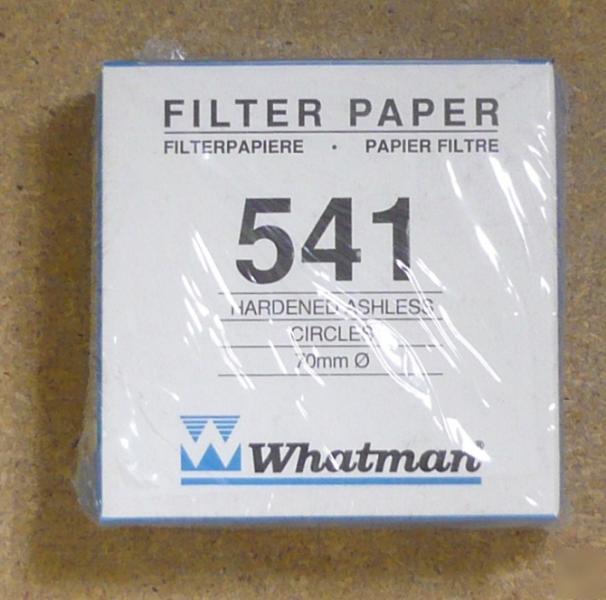 FILTER PAPER
FILTERPAPIERE · PAPIER FILTRE
541
HARDENED ASHLESS
CIRCLES
70mm Ø
Whatman®